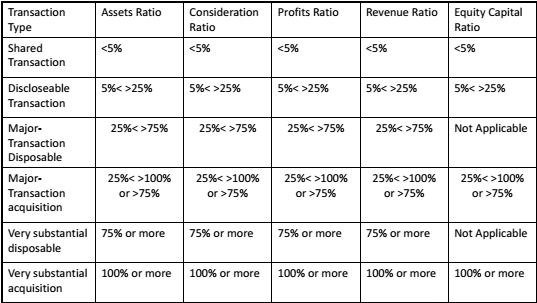 Transaction Type | Assets Ratio | Consideration Ratio | Profits Ratio | Revenue Ratio | Equity Capital Ratio
Shared Transaction | <5% | <5% | <5% | <5% | <5%
Discloseable Transaction | 5%< >25% | 5%< >25% | 5%< >25% | 5%< >25% | 5%< >25%
Major-Transaction Disposable | 25%< >75% | 25%< >75% | 25%< >75% | 25%< >75% | Not Applicable
Major-Transaction acquisition | 25%< >100% or >75% | 25%< >100% or >75% | 25%< >100% or >75% | 25%< >100% or >75% | 25%< >100% or >75%
Very substantial disposable | 75% or more | 75% or more | 75% or more | 75% or more | Not Applicable
Very substantial acquisition | 100% or more | 100% or more | 100% or more | 100% or more | 100% or more